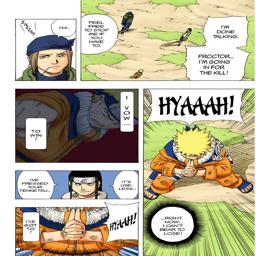 I'M
DONE
TALKING.
PROCTOR...
I'M GOING
IN FOR
THE KILL!
FEEL
FREE TO
STOP ME IF
YOU HAVE
TO.
I VOW...
TO
WIN!
HYAAAH!
IT'S
USE-
LESS...
I'VE
PRESSED
YOUR
TENKETSU...
HYAAH!
I'VE
GOT
IT!
...RIGHT
NOW,
I CAN'T
BEAR TO
LOSE!